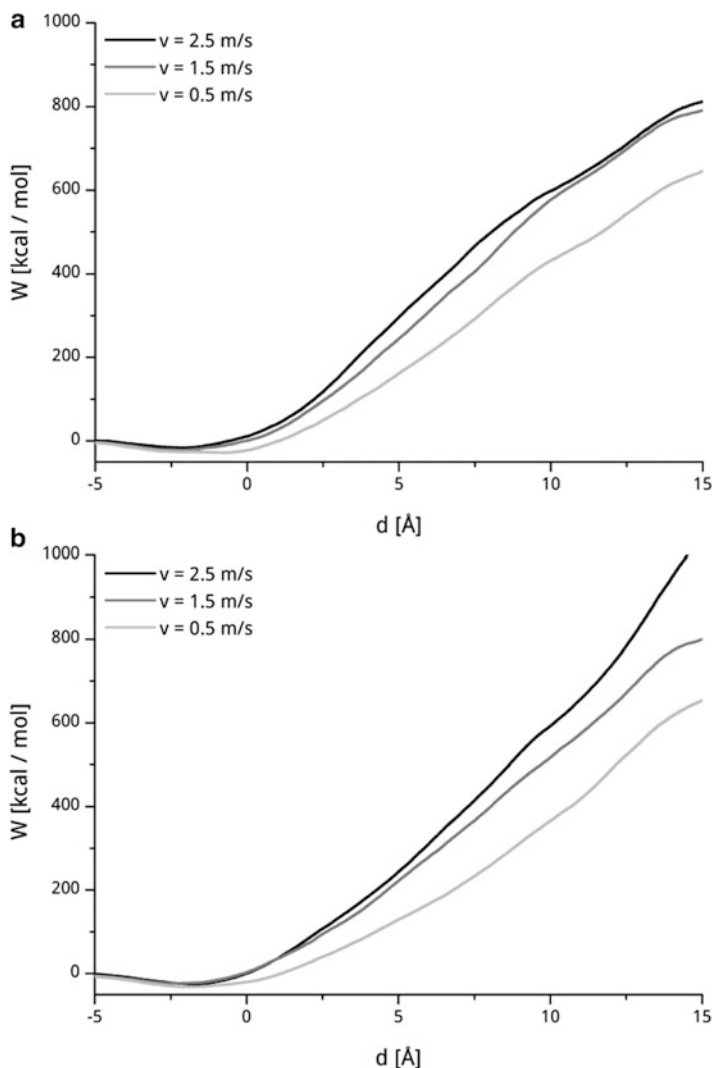 a
1000
800
600
400
200
0
W [kcal / mol]
v = 2.5 m/s
v = 1.5 m/s
v = 0.5 m/s
-5 0 5 10 15
d [Å]
b
1000
800
600
400
200
0
W [kcal / mol]
v = 2.5 m/s
v = 1.5 m/s
v = 0.5 m/s
-5 0 5 10 15
d [Å]